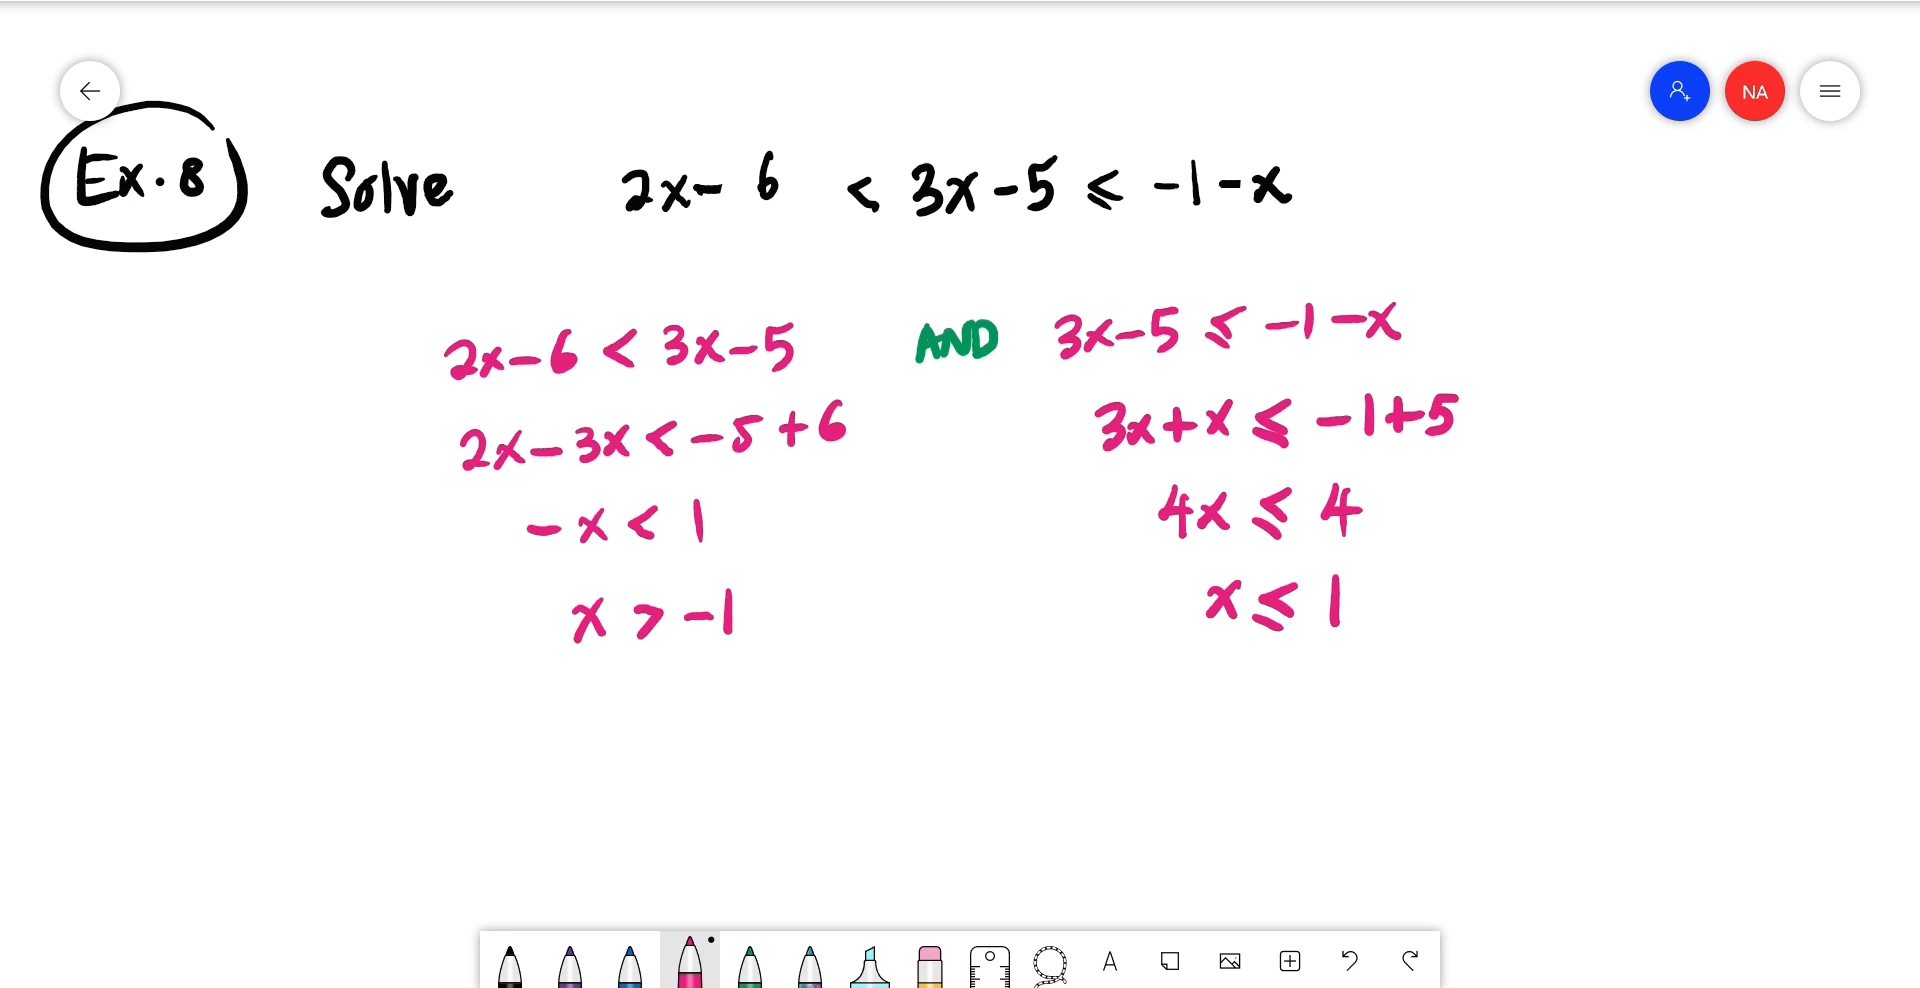 NA
Ex. 8 Solve 2x - 6 < 3x - 5 ≤ -1 - x
2x - 6 < 3x - 5 AND 3x - 5 ≤ -1 - x
2x - 3x < -5 + 6 3x + x ≤ -1 + 5
-x < 1 4x ≤ 4
x > -1 x ≤ 1
A